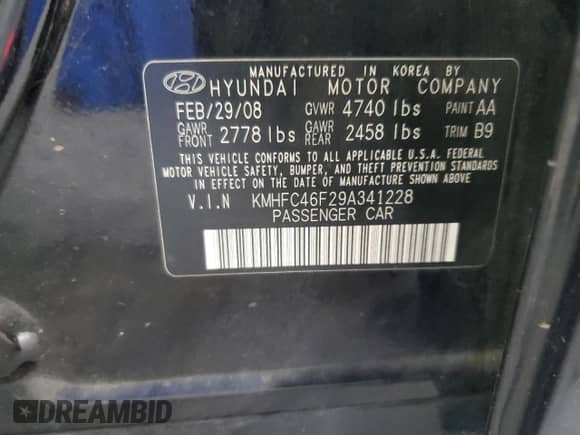 MANUFACTURED IN KOREA BY
HYUNDAI MOTOR COMPANY
FEB/29/08 GVWR 4740 lbs PAINT AA
GAWR FRONT 2778 lbs GAWR REAR 2458 lbs TRIM B9
THIS VEHICLE CONFORMS TO ALL APPLICABLE U.S.A. FEDERAL
MOTOR VEHICLE SAFETY, BUMPER, AND THEFT PREVENTION STANDARDS
IN EFFECT ON THE DATE OF MANUFACTURE SHOWN ABOVE.
V.I.N KMHFC46F29A341228
PASSENGER CAR
DREAMBID